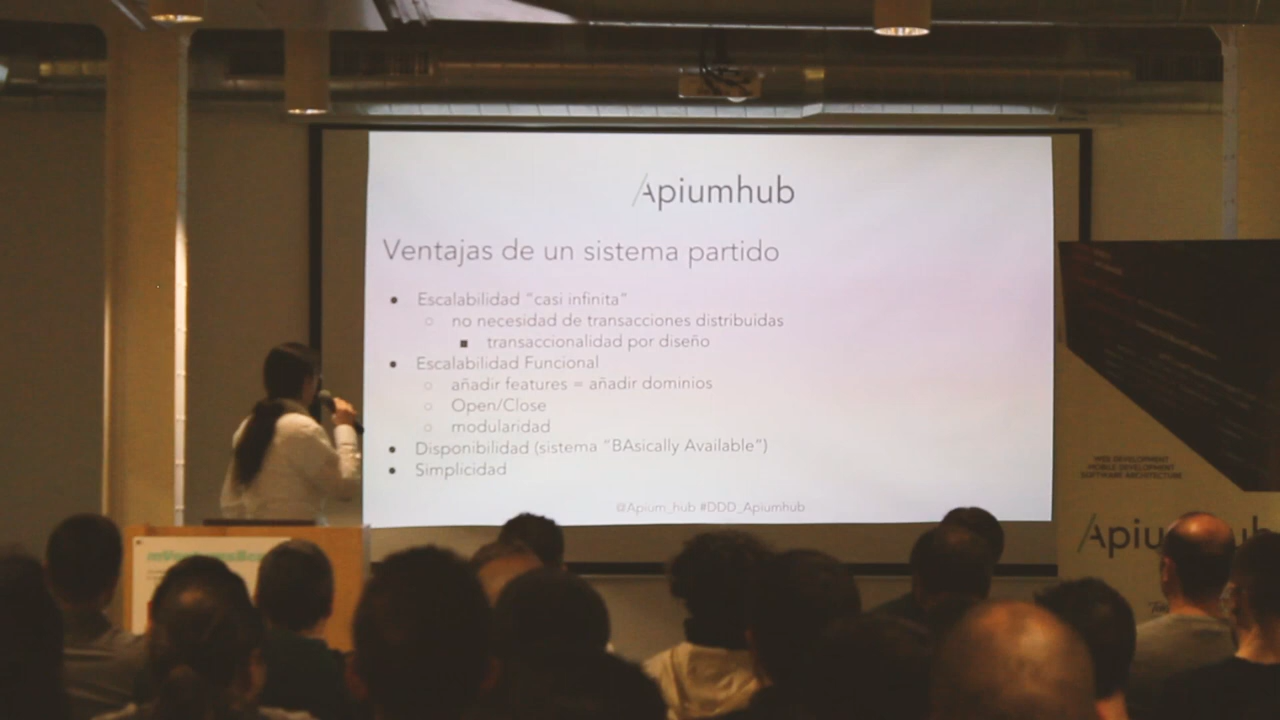 Apiumhub
Ventajas de un sistema partido
Escalabilidad "casi infinita"
no necesidad de transacciones distribuidas
transaccionalidad por diseño
Escalabilidad Funcional
añadir features = añadir dominios
Open/Close
modularidad
Disponibilidad (sistema "BAsically Available")
Simplicidad
@Apium_hub #DDD_Apiumhub
WEB DEVELOPMENT
MOBILE DEVELOPMENT
SOFTWARE ARCHITECTURE